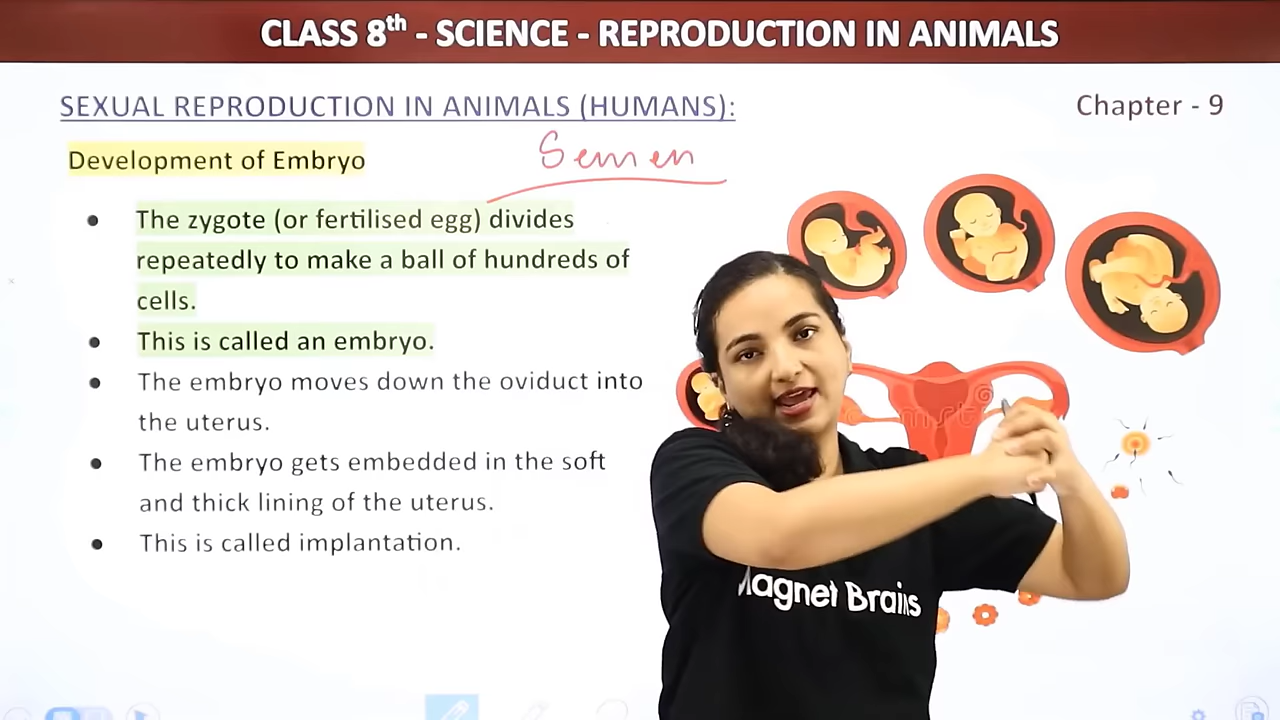 CLASS 8th - SCIENCE - REPRODUCTION IN ANIMALS
SEXUAL REPRODUCTION IN ANIMALS (HUMANS):
Chapter - 9
Development of Embryo
Semen
● The zygote (or fertilised egg) divides
repeatedly to make a ball of hundreds of
cells.
● This is called an embryo.
● The embryo moves down the oviduct into
the uterus.
● The embryo gets embedded in the soft
and thick lining of the uterus.
● This is called implantation.
Magnet Brains